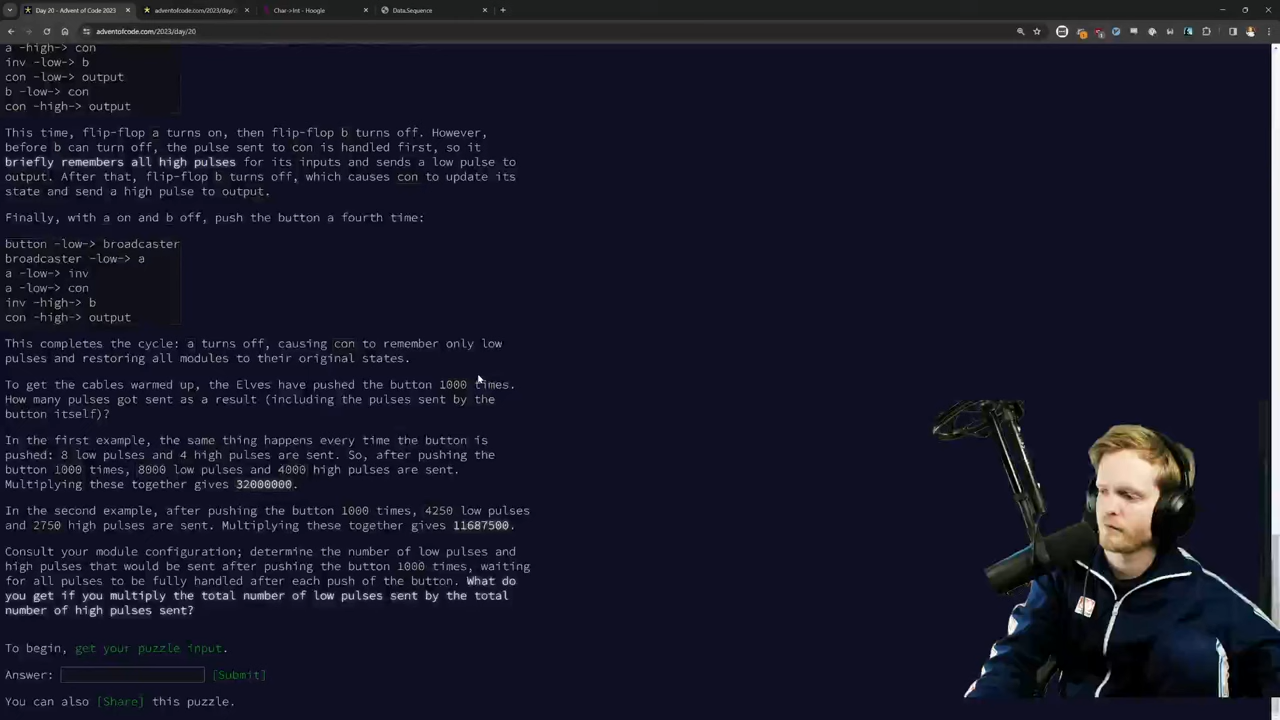 Day 20 - Advent of Code 2023
adventofcode.com/2023/day/2
Char->Int - Hoogle
Data.Sequence
adventofcode.com/2023/day/20
a -high-> con
inv -low-> b
con -low-> output
b -low-> con
con -high-> output
This time, flip-flop a turns on, then flip-flop b turns off. However,
before b can turn off, the pulse sent to con is handled first, so it
briefly remembers all high pulses for its inputs and sends a low pulse to
output. After that, flip-flop b turns off, which causes con to update its
state and send a high pulse to output.
Finally, with a on and b off, push the button a fourth time:
button -low-> broadcaster
broadcaster -low-> a
a -low-> inv
a -low-> con
inv -high-> b
con -high-> output
This completes the cycle: a turns off, causing con to remember only low
pulses and restoring all modules to their original states.
To get the cables warmed up, the Elves have pushed the button 1000 times.
How many pulses got sent as a result (including the pulses sent by the
button itself)?
In the first example, the same thing happens every time the button is
pushed: 8 low pulses and 4 high pulses are sent. So, after pushing the
button 1000 times, 8000 low pulses and 4000 high pulses are sent.
Multiplying these together gives 32000000.
In the second example, after pushing the button 1000 times, 4250 low pulses
and 2750 high pulses are sent. Multiplying these together gives 11687500.
Consult your module configuration; determine the number of low pulses and
high pulses that would be sent after pushing the button 1000 times, waiting
for all pulses to be fully handled after each push of the button. What do
you get if you multiply the total number of low pulses sent by the total
number of high pulses sent?
To begin, get your puzzle input.
Answer: [Submit]
You can also [Share] this puzzle.